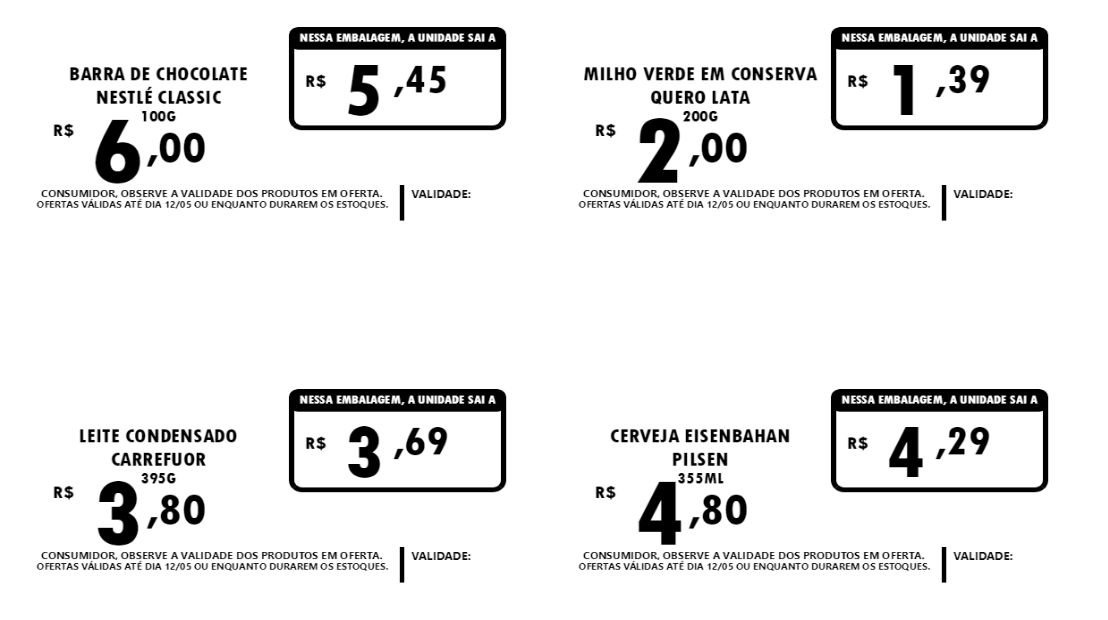 NESSA EMBALAGEM, A UNIDADE SAI A
BARRA DE CHOCOLATE
NESTLÉ CLASSIC
100G
R$ 5,45
R$ 6,00
CONSUMIDOR, OBSERVE A VALIDADE DOS PRODUTOS EM OFERTA.
OFERTAS VÁLIDAS ATÉ DIA 12/05 OU ENQUANTO DURAREM OS ESTOQUES.
VALIDADE:
NESSA EMBALAGEM, A UNIDADE SAI A
MILHO VERDE EM CONSERVA
QUERO LATA
200G
R$ 1,39
R$ 2,00
CONSUMIDOR, OBSERVE A VALIDADE DOS PRODUTOS EM OFERTA.
OFERTAS VÁLIDAS ATÉ DIA 12/05 OU ENQUANTO DURAREM OS ESTOQUES.
VALIDADE:
NESSA EMBALAGEM, A UNIDADE SAI A
LEITE CONDENSADO
CARREFUOR
395G
R$ 3,69
R$ 3,80
CONSUMIDOR, OBSERVE A VALIDADE DOS PRODUTOS EM OFERTA.
OFERTAS VÁLIDAS ATÉ DIA 12/05 OU ENQUANTO DURAREM OS ESTOQUES.
VALIDADE:
NESSA EMBALAGEM, A UNIDADE SAI A
CERVEJA EISENBAHAN
PILSEN
355ML
R$ 4,29
R$ 4,80
CONSUMIDOR, OBSERVE A VALIDADE DOS PRODUTOS EM OFERTA.
OFERTAS VÁLIDAS ATÉ DIA 12/05 OU ENQUANTO DURAREM OS ESTOQUES.
VALIDADE: